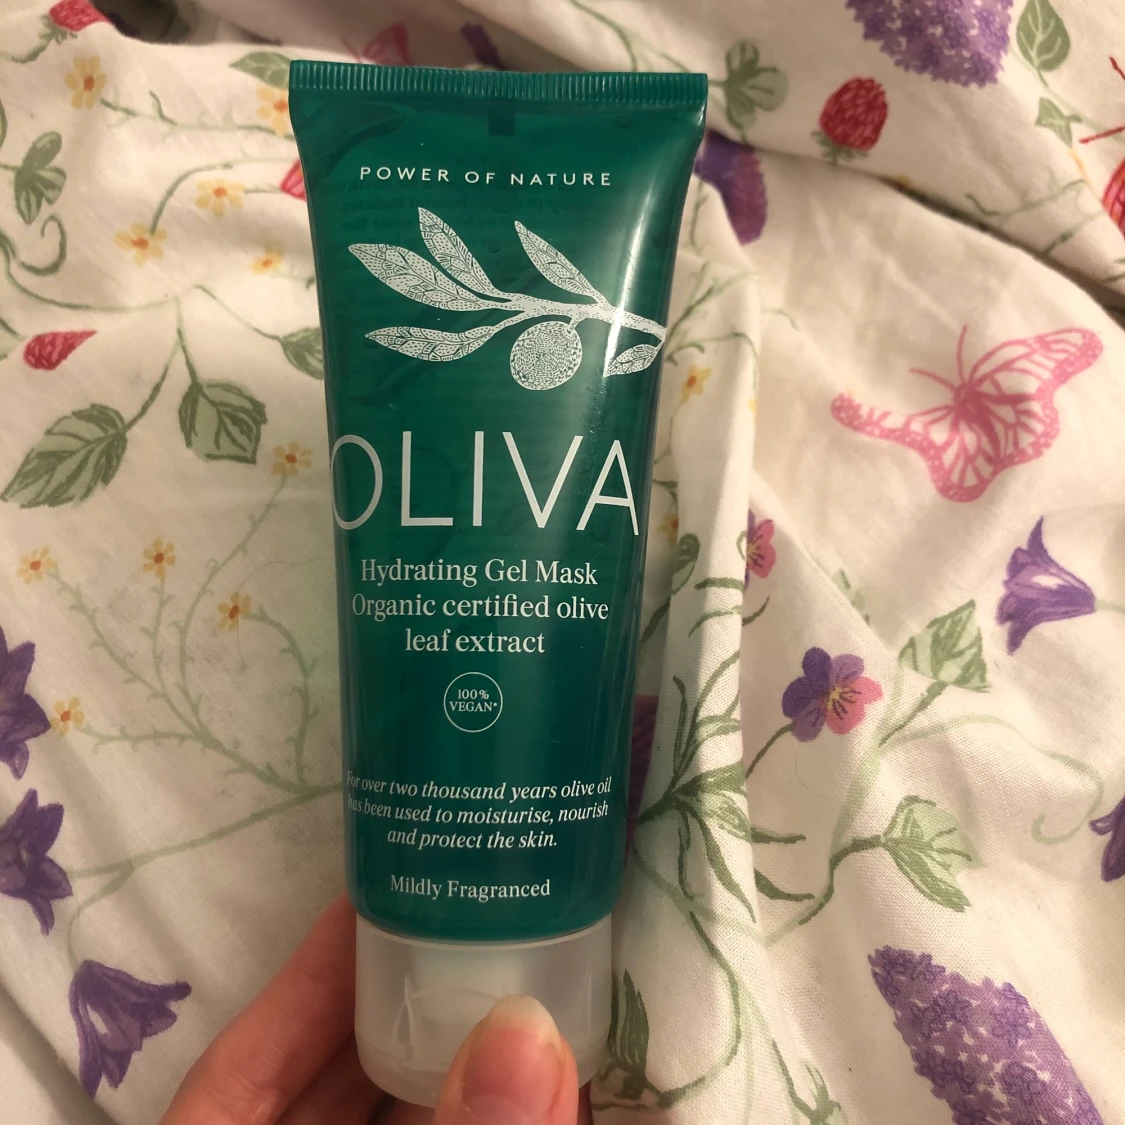 POWER OF NATURE
OLIVA
Hydrating Gel Mask
Organic certified olive
leaf extract
100%
VEGAN*
For over two thousand years olive oil
has been used to moisturise, nourish
and protect the skin.
Mildly Fragranced